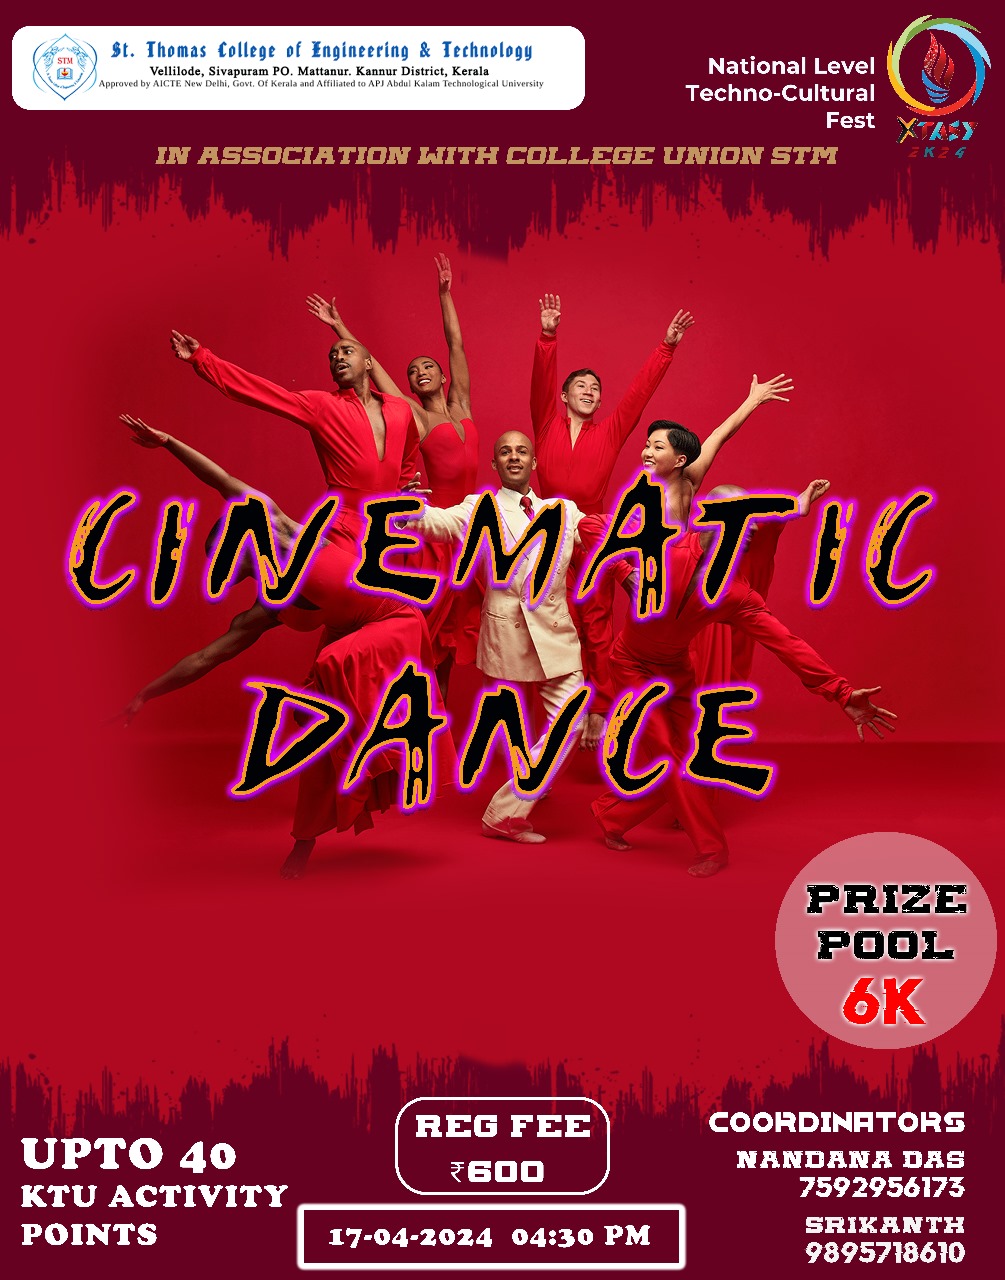 St. Thomas College of Engineering & Technology
Vellilode, Sivapuram PO. Mattanur. Kannur District, Kerala
Approved by AICTE New Delhi, Govt. Of Kerala and Affiliated to APJ Abdul Kalam Technological University
STM
National Level
Techno-Cultural
Fest
XTASY
2K24
IN ASSOCIATION WITH COLLEGE UNION STM
CINEMATIC
DANCE
PRIZE
POOL
6K
UPTO 40
KTU ACTIVITY
POINTS
REG FEE
₹600
17-04-2024 04:30 PM
COORDINATORS
NANDANA DAS
7592956173
SRIKANTH
9895718610